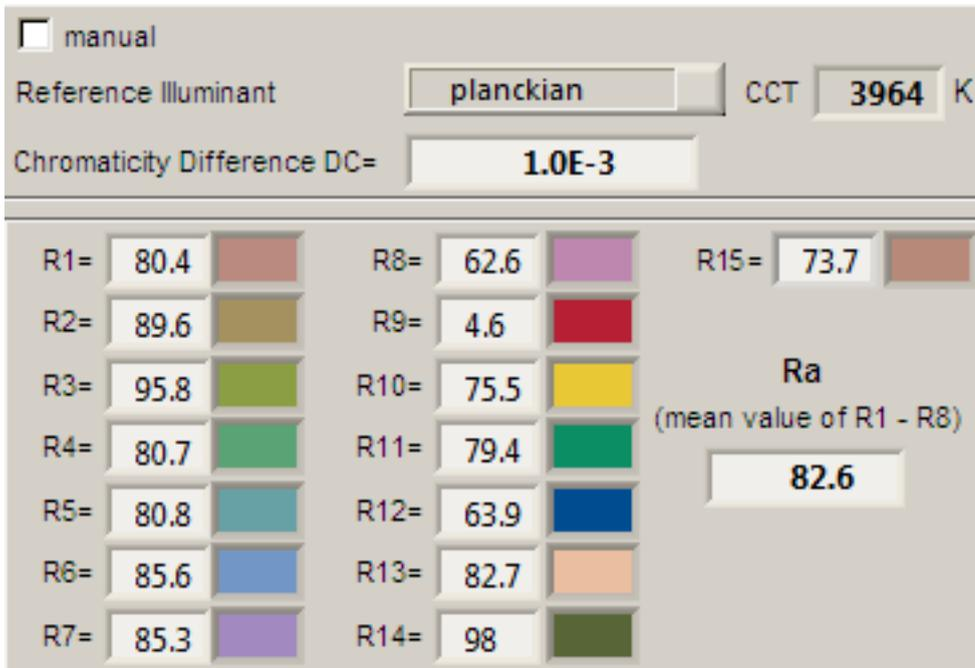 manual
Reference Illuminant planckian CCT 3964 K
Chromaticity Difference DC= 1.0E-3
R1= 80.4 R8= 62.6 R15= 73.7
R2= 89.6 R9= 4.6
R3= 95.8 R10= 75.5 Ra
R4= 80.7 R11= 79.4 (mean value of R1 - R8)
R5= 80.8 R12= 63.9 82.6
R6= 85.6 R13= 82.7
R7= 85.3 R14= 98